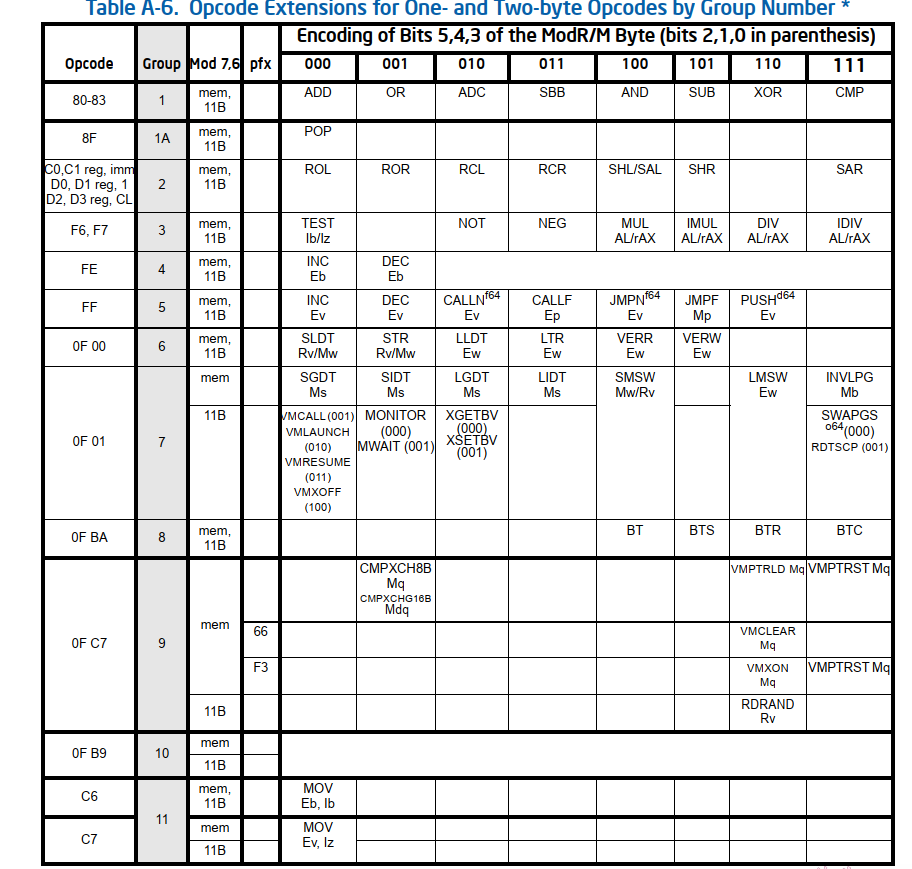 Table A-6. Opcode Extensions for One- and Two-byte Opcodes by Group Number *
Encoding of Bits 5,4,3 of the ModR/M Byte (bits 2,1,0 in parenthesis)
Opcode Group Mod 7,6 pfx 000 001 010 011 100 101 110 111
80-83 1 mem, 11B ADD OR ADC SBB AND SUB XOR CMP
8F 1A mem, 11B POP
C0,C1 reg, imm
D0, D1 reg, 1
D2, D3 reg, CL
2 mem, 11B ROL ROR RCL RCR SHL/SAL SHR SAR
F6, F7 3 mem, 11B TEST Ib/Iz NOT NEG MUL AL/rAX IMUL AL/rAX DIV AL/rAX IDIV AL/rAX
FE 4 mem, 11B INC Eb DEC Eb
FF 5 mem, 11B INC Ev DEC Ev CALLN f64 Ev CALLF Ep JMPN f64 Ev JMPF Mp PUSH d64 Ev
0F 00 6 mem, 11B SLDT Rv/Mw STR Rv/Mw LLDT Ew LTR Ew VERR Ew VERW Ew
0F 01 7 mem SGDT Ms SIDT Ms LGDT Ms LIDT Ms SMSW Mw/Rv LMSW Ew INVLPG Mb
11B
VMCALL (001)
VMLAUNCH
(010)
VMRESUME
(011)
VMXOFF
(100)
MONITOR
(000)
MWAIT (001)
XGETBV
(000)
XSETBV
(001)
SWAPGS
o64(000)
RDTSCP (001)
0F BA 8 mem, 11B BT BTS BTR BTC
0F C7 9 mem
CMPXCH8B
Mq
CMPXCHG16B
Mdq
VMPTRLD Mq VMPTRST Mq
66 VMCLEAR Mq
F3 VMXON Mq VMPTRST Mq
11B RDRAND Rv
0F B9 10 mem
11B
C6 11 mem, 11B MOV Eb, Ib
C7 mem MOV Ev, Iz
11B